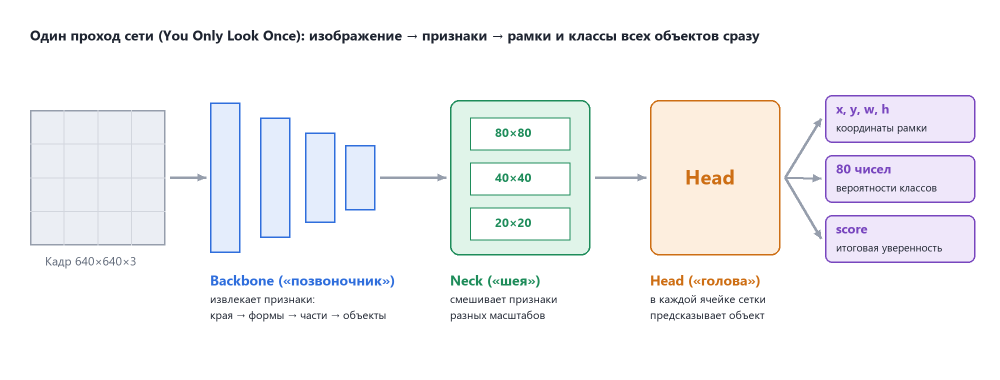 Один проход сети (You Only Look Once): изображение → признаки → рамки и классы всех объектов сразу
Кадр 640×640×3
Backbone («позвоночник»)
извлекает признаки:
края → формы → части → объекты
80×80
40×40
20×20
Neck («шея»)
смешивает признаки
разных масштабов
Head
Head («голова»)
в каждой ячейке сетки
предсказывает объект
x, y, w, h
координаты рамки
80 чисел
вероятности классов
score
итоговая уверенность